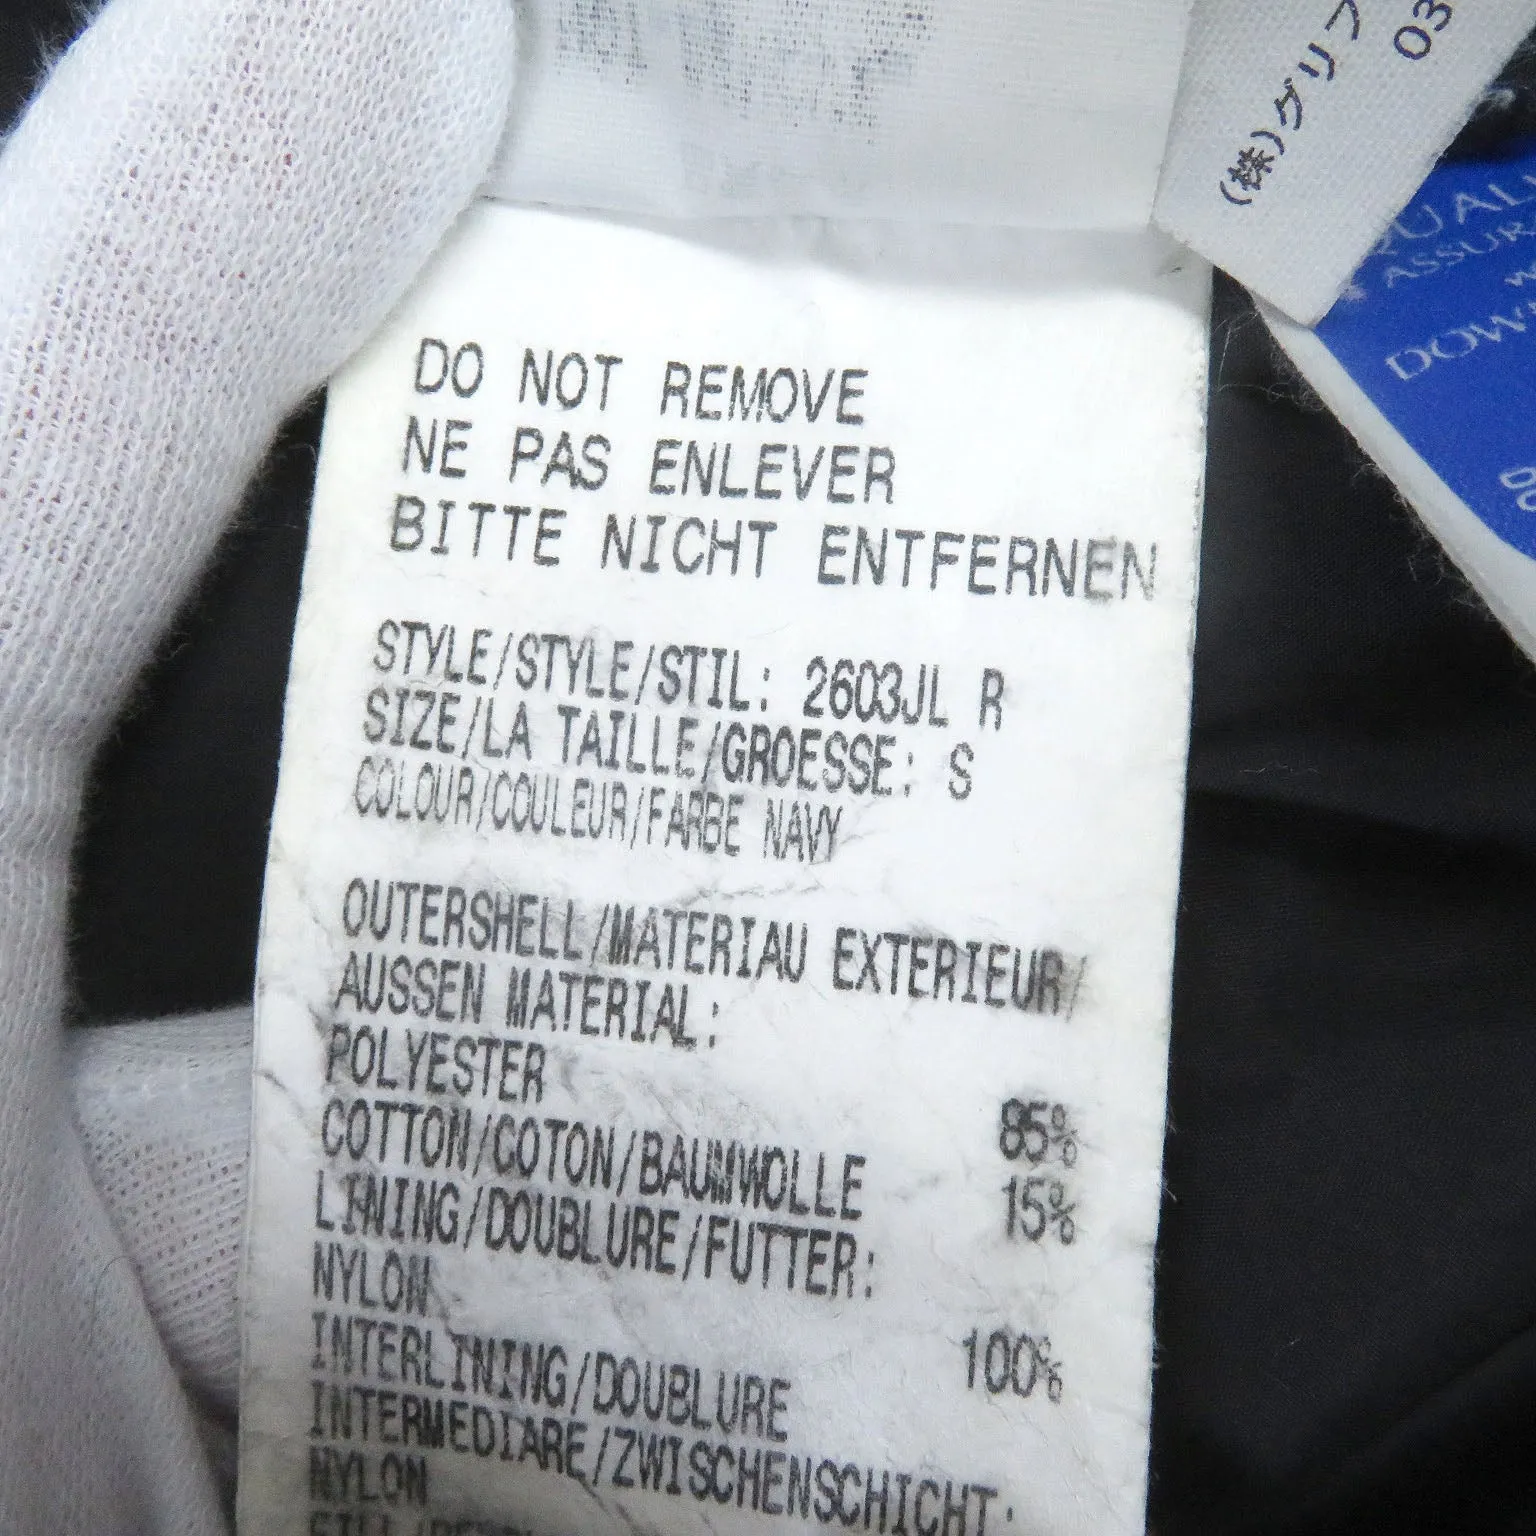 (株)グリフ
03
ASSUR
DOW
DO NOT REMOVE
NE PAS ENLEVER
BITTE NICHT ENTFERNEN
STYLE/STYLE/STIL: 2603JL R
SIZE/LA TAILLE/GROESSE: S
COLOUR/COULEUR/FARBE NAVY
OUTERSHELL/MATERIAU EXTERIEUR/
AUSSEN MATERIAL:
POLYESTER 85%
COTTON/COTON/BAUMWOLLE 15%
LINING/DOUBLURE/FUTTER:
NYLON 100%
INTERLINING/DOUBLURE
INTERMEDIARE/ZWISCHENSCHICHT:
NYLON